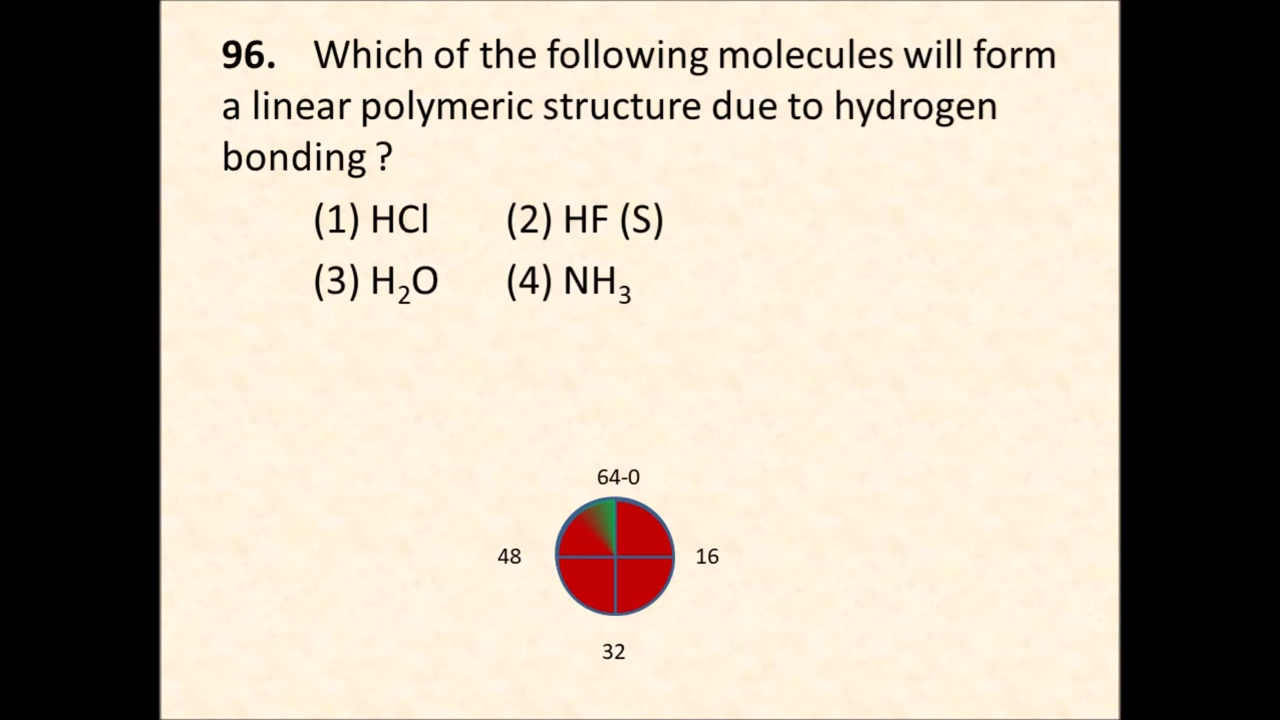 96. Which of the following molecules will form
a linear polymeric structure due to hydrogen
bonding ?
(1) HCl (2) HF (S)
(3) H₂O (4) NH₃
64-0
48 16
32